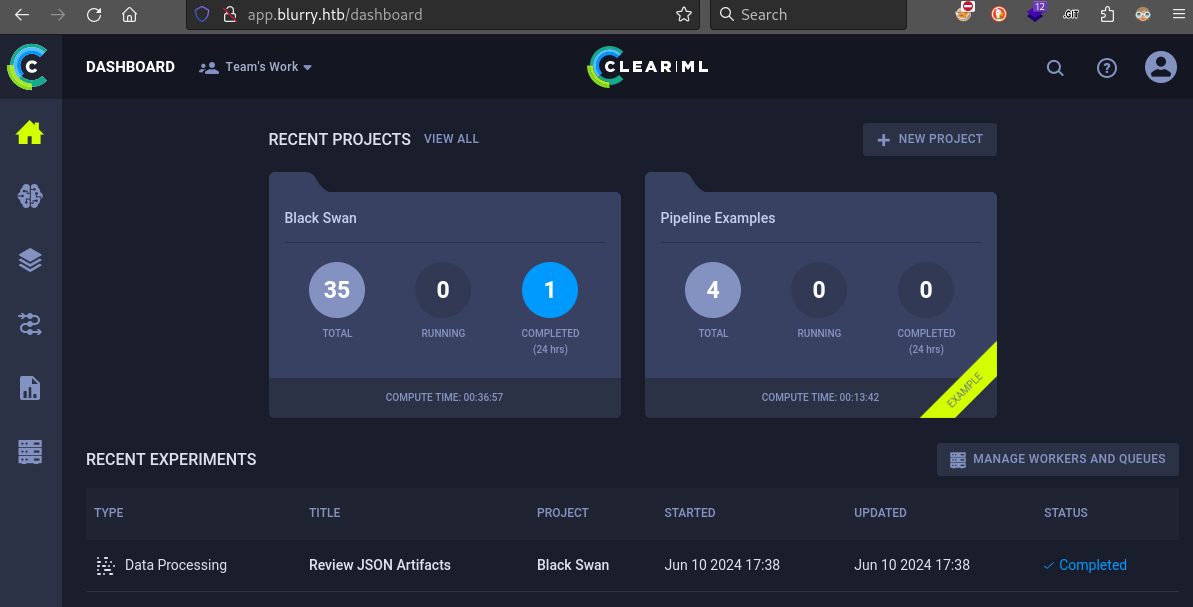 app.blurry.htb/dashboard
Search
12
.GIT
DASHBOARD
Team's Work
CLEAR|ML
RECENT PROJECTS VIEW ALL
NEW PROJECT
Black Swan
35 0 1
TOTAL RUNNING COMPLETED
(24 hrs)
COMPUTE TIME: 00:36:57
Pipeline Examples
4 0 0
TOTAL RUNNING COMPLETED
(24 hrs)
COMPUTE TIME: 00:13:42
EXAMPLE
RECENT EXPERIMENTS
MANAGE WORKERS AND QUEUES
TYPE TITLE PROJECT STARTED UPDATED STATUS
Data Processing Review JSON Artifacts Black Swan Jun 10 2024 17:38 Jun 10 2024 17:38 Completed